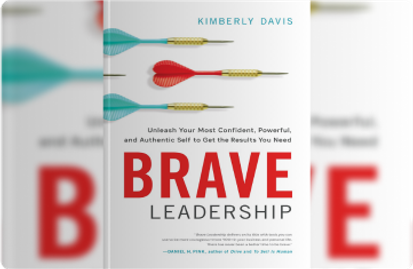 KIMBERLY DAVIS
Unleash Your Most Confident, Powerful,
and Authentic Self to Get the Results You Need
BRAVE
LEADERSHIP
—DANIEL H. PINK, author of Drive and To Sell Is Human